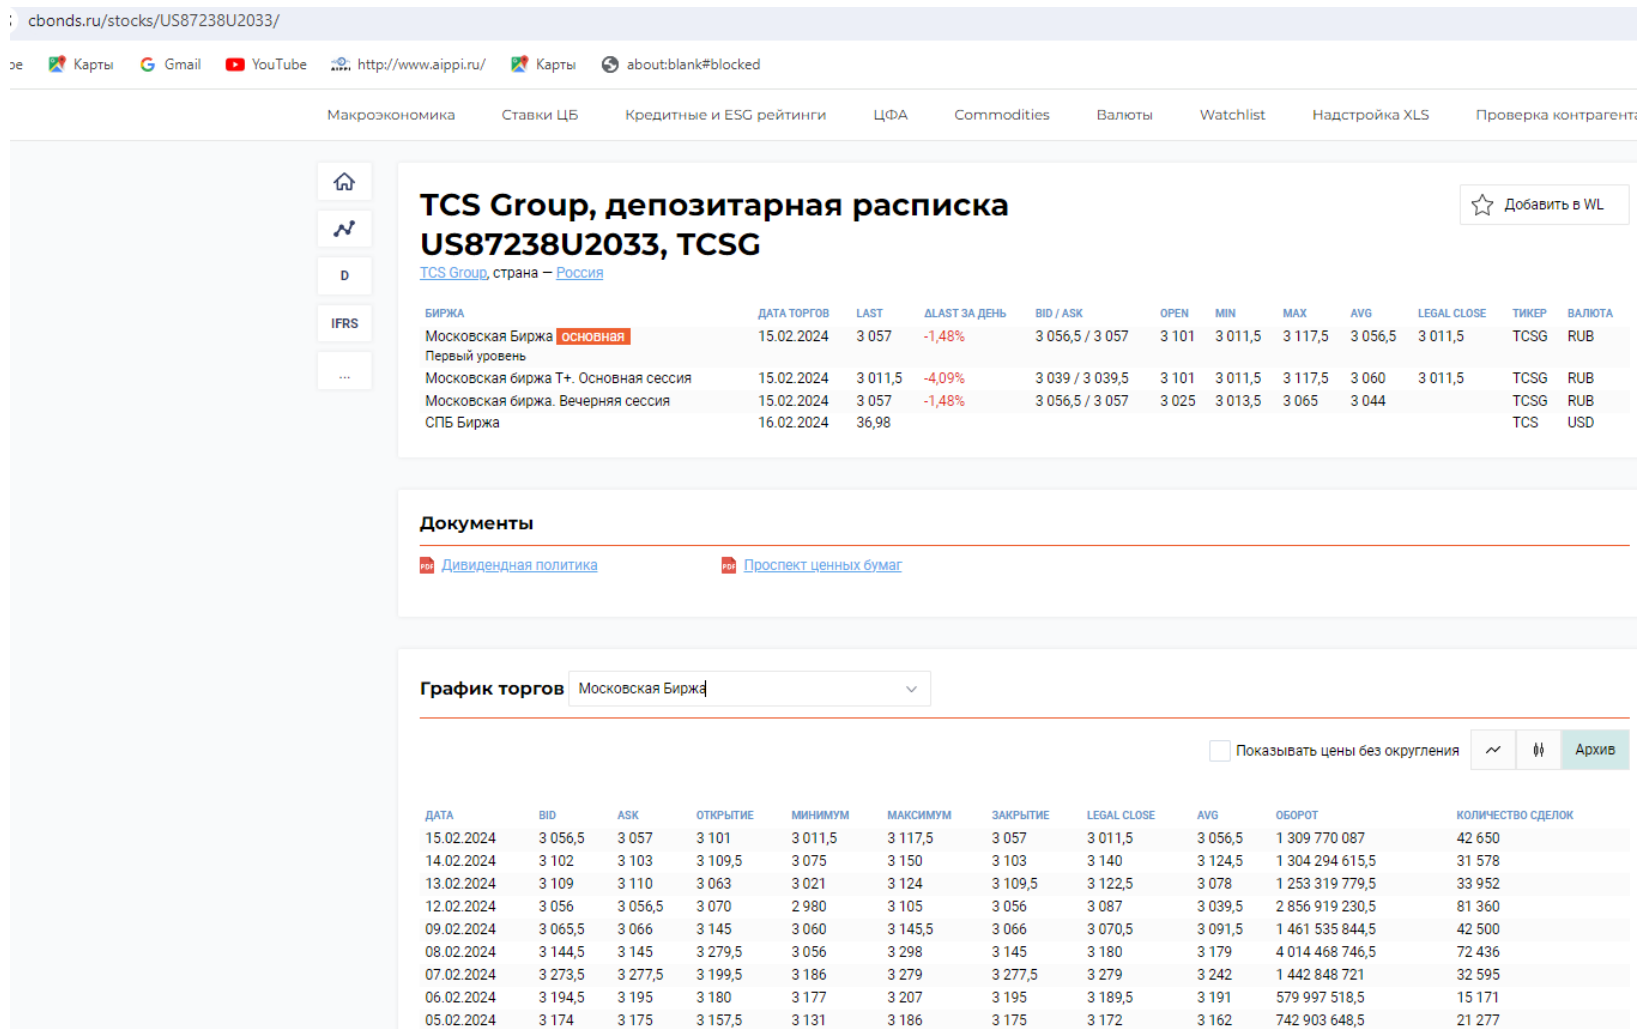 cbonds.ru/stocks/US87238U2033/
Карты Gmail YouTube http://www.aippi.ru/ Карты about:blank#blocked
Макроэкономика Ставки ЦБ Кредитные и ESG рейтинги ЦФА Commodities Валюты Watchlist Надстройка XLS Проверка контрагента
TCS Group, депозитарная расписка
US87238U2033, TCSG
Добавить в WL
TCS Group, страна — Россия
D
IFRS
...
БИРЖА ДАТА ТОРГОВ LAST ΔLAST ЗА ДЕНЬ BID / ASK OPEN MIN MAX AVG LEGAL CLOSE ТИКЕР ВАЛЮТА
Московская Биржа основная 15.02.2024 3 057 -1,48% 3 056,5 / 3 057 3 101 3 011,5 3 117,5 3 056,5 3 011,5 TCSG RUB
Первый уровень
Московская биржа Т+. Основная сессия 15.02.2024 3 011,5 -4,09% 3 039 / 3 039,5 3 101 3 011,5 3 117,5 3 060 3 011,5 TCSG RUB
Московская биржа. Вечерняя сессия 15.02.2024 3 057 -1,48% 3 056,5 / 3 057 3 025 3 013,5 3 065 3 044 TCSG RUB
СПБ Биржа 16.02.2024 36,98 TCS USD
Документы
PDF Дивидендная политика PDF Проспект ценных бумаг
График торгов Московская Биржа
Показывать цены без округления Архив
ДАТА BID ASK ОТКРЫТИЕ МИНИМУМ МАКСИМУМ ЗАКРЫТИЕ LEGAL CLOSE AVG ОБОРОТ КОЛИЧЕСТВО СДЕЛОК
15.02.2024 3 056,5 3 057 3 101 3 011,5 3 117,5 3 057 3 011,5 3 056,5 1 309 770 087 42 650
14.02.2024 3 102 3 103 3 109,5 3 075 3 150 3 103 3 140 3 124,5 1 304 294 615,5 31 578
13.02.2024 3 109 3 110 3 063 3 021 3 124 3 109,5 3 122,5 3 078 1 253 319 779,5 33 952
12.02.2024 3 056 3 056,5 3 070 2 980 3 105 3 056 3 087 3 039,5 2 856 919 230,5 81 360
09.02.2024 3 065,5 3 066 3 145 3 060 3 145,5 3 066 3 070,5 3 091,5 1 461 535 844,5 42 500
08.02.2024 3 144,5 3 145 3 279,5 3 056 3 298 3 145 3 180 3 179 4 014 468 746,5 72 436
07.02.2024 3 273,5 3 277,5 3 199,5 3 186 3 279 3 277,5 3 279 3 242 1 442 848 721 32 595
06.02.2024 3 194,5 3 195 3 180 3 177 3 207 3 195 3 189,5 3 191 579 997 518,5 15 171
05.02.2024 3 174 3 175 3 157,5 3 131 3 186 3 175 3 172 3 162 742 903 648,5 21 277